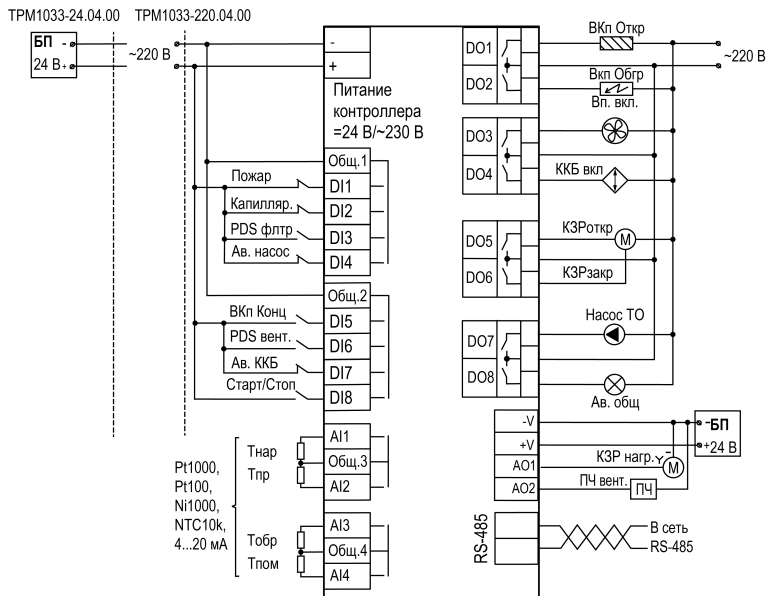 ТРМ1033-24.04.00 ТРМ1033-220.04.00
БП -
24 В +
~220 В
-
+
Питание
контроллера
=24 В/~230 В
Общ.1
Пожар DI1
Капилляр. DI2
PDS флтр DI3
Ав. насос DI4
Общ.2
ВКп Конц DI5
PDS вент. DI6
Ав. ККБ DI7
Старт/Стоп DI8
Pt1000,
Pt100,
Ni1000,
NTC10k,
4...20 мА
Тнар
Тпр
AI1
Общ.3
AI2
Тобр
Тпом
AI3
Общ.4
AI4
DO1 ВКп Откр
~220 В
DO2 Вкп Обгр
Вп. вкл.
DO3
DO4 ККБ вкл
DO5 КЗРоткр М
DO6 КЗРзакр
DO7 Насос ТО
DO8
Ав. общ
-V - БП
+V + 24 В
AO1 КЗР нагр. Y - М
AO2 ПЧ вент. ПЧ
RS-485
В сеть
RS-485